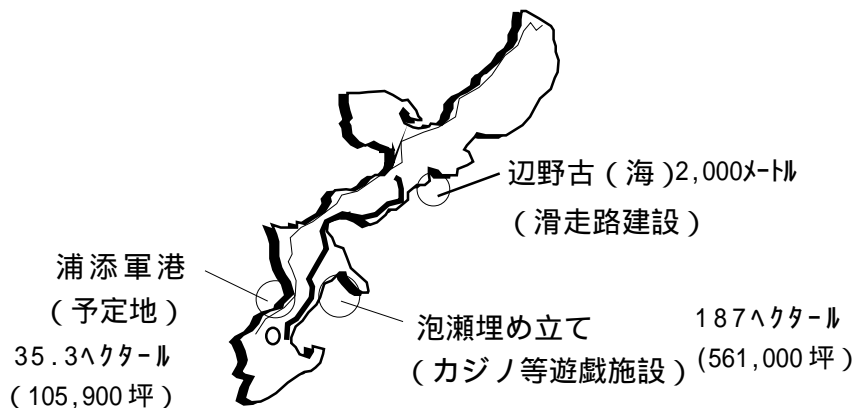 辺野古（海）2,000メートル
（滑走路建設）
浦添軍港
（予定地）
35.3ヘクタール
（105,900坪）
泡瀬埋め立て
（カジノ等遊戯施設）
187ヘクタール
(561,000坪）